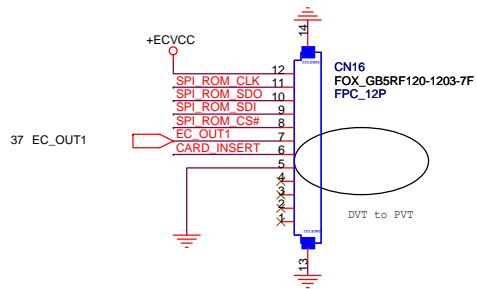 14
+ECVCC
CN16
FOX_GB5RF120-1203-7F
FPC_12P
12
SPI_ROM_CLK 11
SPI_ROM_SDO 10
SPI_ROM_SDI 9
SPI_ROM_CS# 8
37 EC_OUT1 EC_OUT1 7
CARD_INSERT 6
5
4
3
2
1
DVT to PVT
13